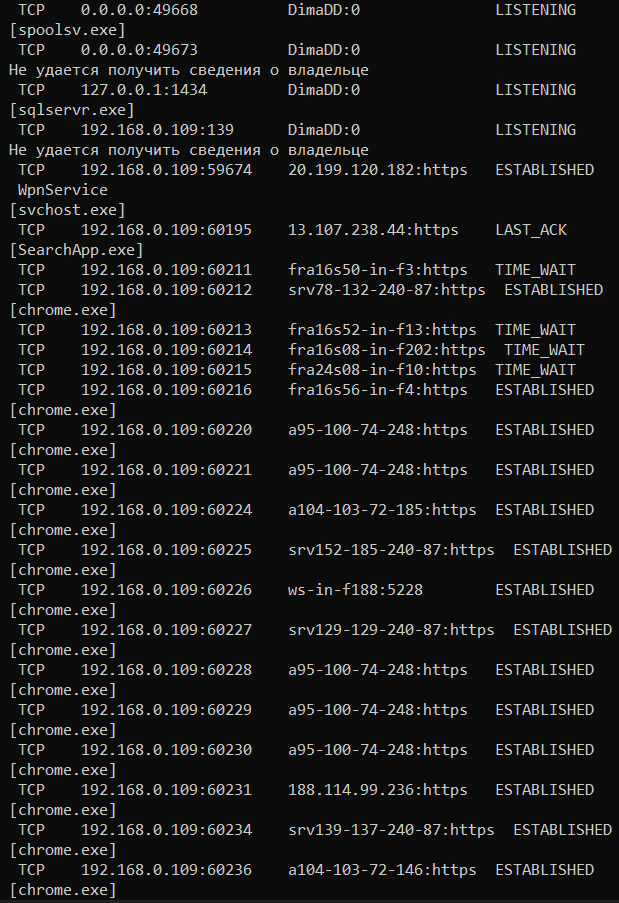 TCP    0.0.0.0:49668          DimaDD:0               LISTENING
[spoolsv.exe]
TCP    0.0.0.0:49673          DimaDD:0               LISTENING
Не удается получить сведения о владельце
TCP    127.0.0.1:1434         DimaDD:0               LISTENING
[sqlservr.exe]
TCP    192.168.0.109:139      DimaDD:0               LISTENING
Не удается получить сведения о владельце
TCP    192.168.0.109:59674    20.199.120.182:https   ESTABLISHED
WpnService
[svchost.exe]
TCP    192.168.0.109:60195    13.107.238.44:https    LAST_ACK
[SearchApp.exe]
TCP    192.168.0.109:60211    fra16s50-in-f3:https   TIME_WAIT
TCP    192.168.0.109:60212    srv78-132-240-87:https  ESTABLISHED
[chrome.exe]
TCP    192.168.0.109:60213    fra16s52-in-f13:https  TIME_WAIT
TCP    192.168.0.109:60214    fra16s08-in-f202:https  TIME_WAIT
TCP    192.168.0.109:60215    fra24s08-in-f10:https  TIME_WAIT
TCP    192.168.0.109:60216    fra16s56-in-f4:https   ESTABLISHED
[chrome.exe]
TCP    192.168.0.109:60220    a95-100-74-248:https   ESTABLISHED
[chrome.exe]
TCP    192.168.0.109:60221    a95-100-74-248:https   ESTABLISHED
[chrome.exe]
TCP    192.168.0.109:60224    a104-103-72-185:https  ESTABLISHED
[chrome.exe]
TCP    192.168.0.109:60225    srv152-185-240-87:https  ESTABLISHED
[chrome.exe]
TCP    192.168.0.109:60226    ws-in-f188:5228        ESTABLISHED
[chrome.exe]
TCP    192.168.0.109:60227    srv129-129-240-87:https  ESTABLISHED
[chrome.exe]
TCP    192.168.0.109:60228    a95-100-74-248:https   ESTABLISHED
[chrome.exe]
TCP    192.168.0.109:60229    a95-100-74-248:https   ESTABLISHED
[chrome.exe]
TCP    192.168.0.109:60230    a95-100-74-248:https   ESTABLISHED
[chrome.exe]
TCP    192.168.0.109:60231    188.114.99.236:https   ESTABLISHED
[chrome.exe]
TCP    192.168.0.109:60234    srv139-137-240-87:https  ESTABLISHED
[chrome.exe]
TCP    192.168.0.109:60236    a104-103-72-146:https  ESTABLISHED
[chrome.exe]